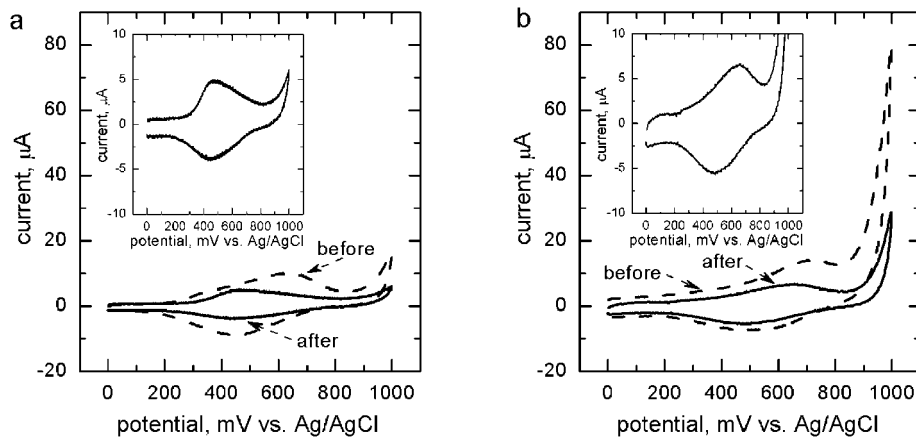 a
10
5
0
-5
-10
current, µA
0 200 400 600 800 1000
potential, mV vs. Ag/AgCl
80
60
40
20
0
-20
current, µA
before
after
0 200 400 600 800 1000
potential, mV vs. Ag/AgCl
b
10
5
0
-5
-10
current, µA
0 200 400 600 800 1000
potential, mV vs. Ag/AgCl
80
60
40
20
0
-20
current, µA
before
after
0 200 400 600 800 1000
potential, mV vs. Ag/AgCl